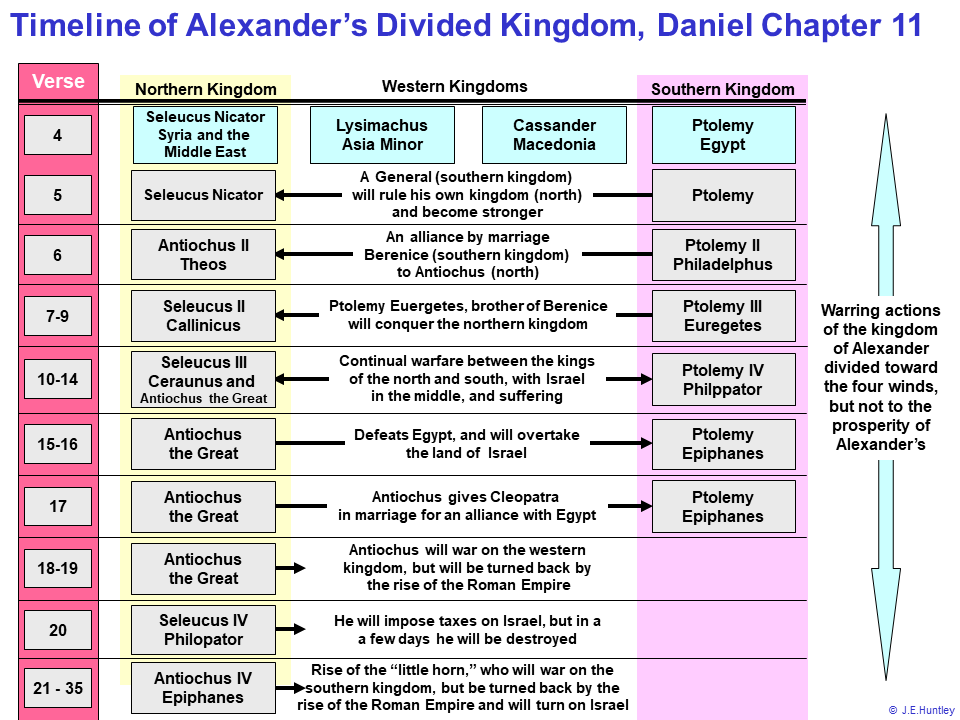 Timeline of Alexander’s Divided Kingdom, Daniel Chapter 11
Verse
Northern Kingdom
Western Kingdoms
Southern Kingdom
4
Seleucus Nicator
Syria and the
Middle East
Lysimachus
Asia Minor
Cassander
Macedonia
Ptolemy
Egypt
5
Seleucus Nicator
A General (southern kingdom)
will rule his own kingdom (north)
and become stronger
Ptolemy
6
Antiochus II
Theos
An alliance by marriage
Berenice (southern kingdom)
to Antiochus (north)
Ptolemy II
Philadelphus
7-9
Seleucus II
Callinicus
Ptolemy Euergetes, brother of Berenice
will conquer the northern kingdom
Ptolemy III
Euregetes
10-14
Seleucus III
Ceraunus and
Antiochus the Great
Continual warfare between the kings
of the north and south, with Israel
in the middle, and suffering
Ptolemy IV
Philppator
15-16
Antiochus
the Great
Defeats Egypt, and will overtake
the land of Israel
Ptolemy
Epiphanes
17
Antiochus
the Great
Antiochus gives Cleopatra
in marriage for an alliance with Egypt
Ptolemy
Epiphanes
18-19
Antiochus
the Great
Antiochus will war on the western
kingdom, but will be turned back by
the rise of the Roman Empire
20
Seleucus IV
Philopator
He will impose taxes on Israel, but in a
a few days he will be destroyed
21 - 35
Antiochus IV
Epiphanes
Rise of the “little horn,” who will war on the
southern kingdom, but be turned back by the
rise of the Roman Empire and will turn on Israel
Warring actions
of the kingdom
of Alexander
divided toward
the four winds,
but not to the
prosperity of
Alexander’s
© J.E.Huntley